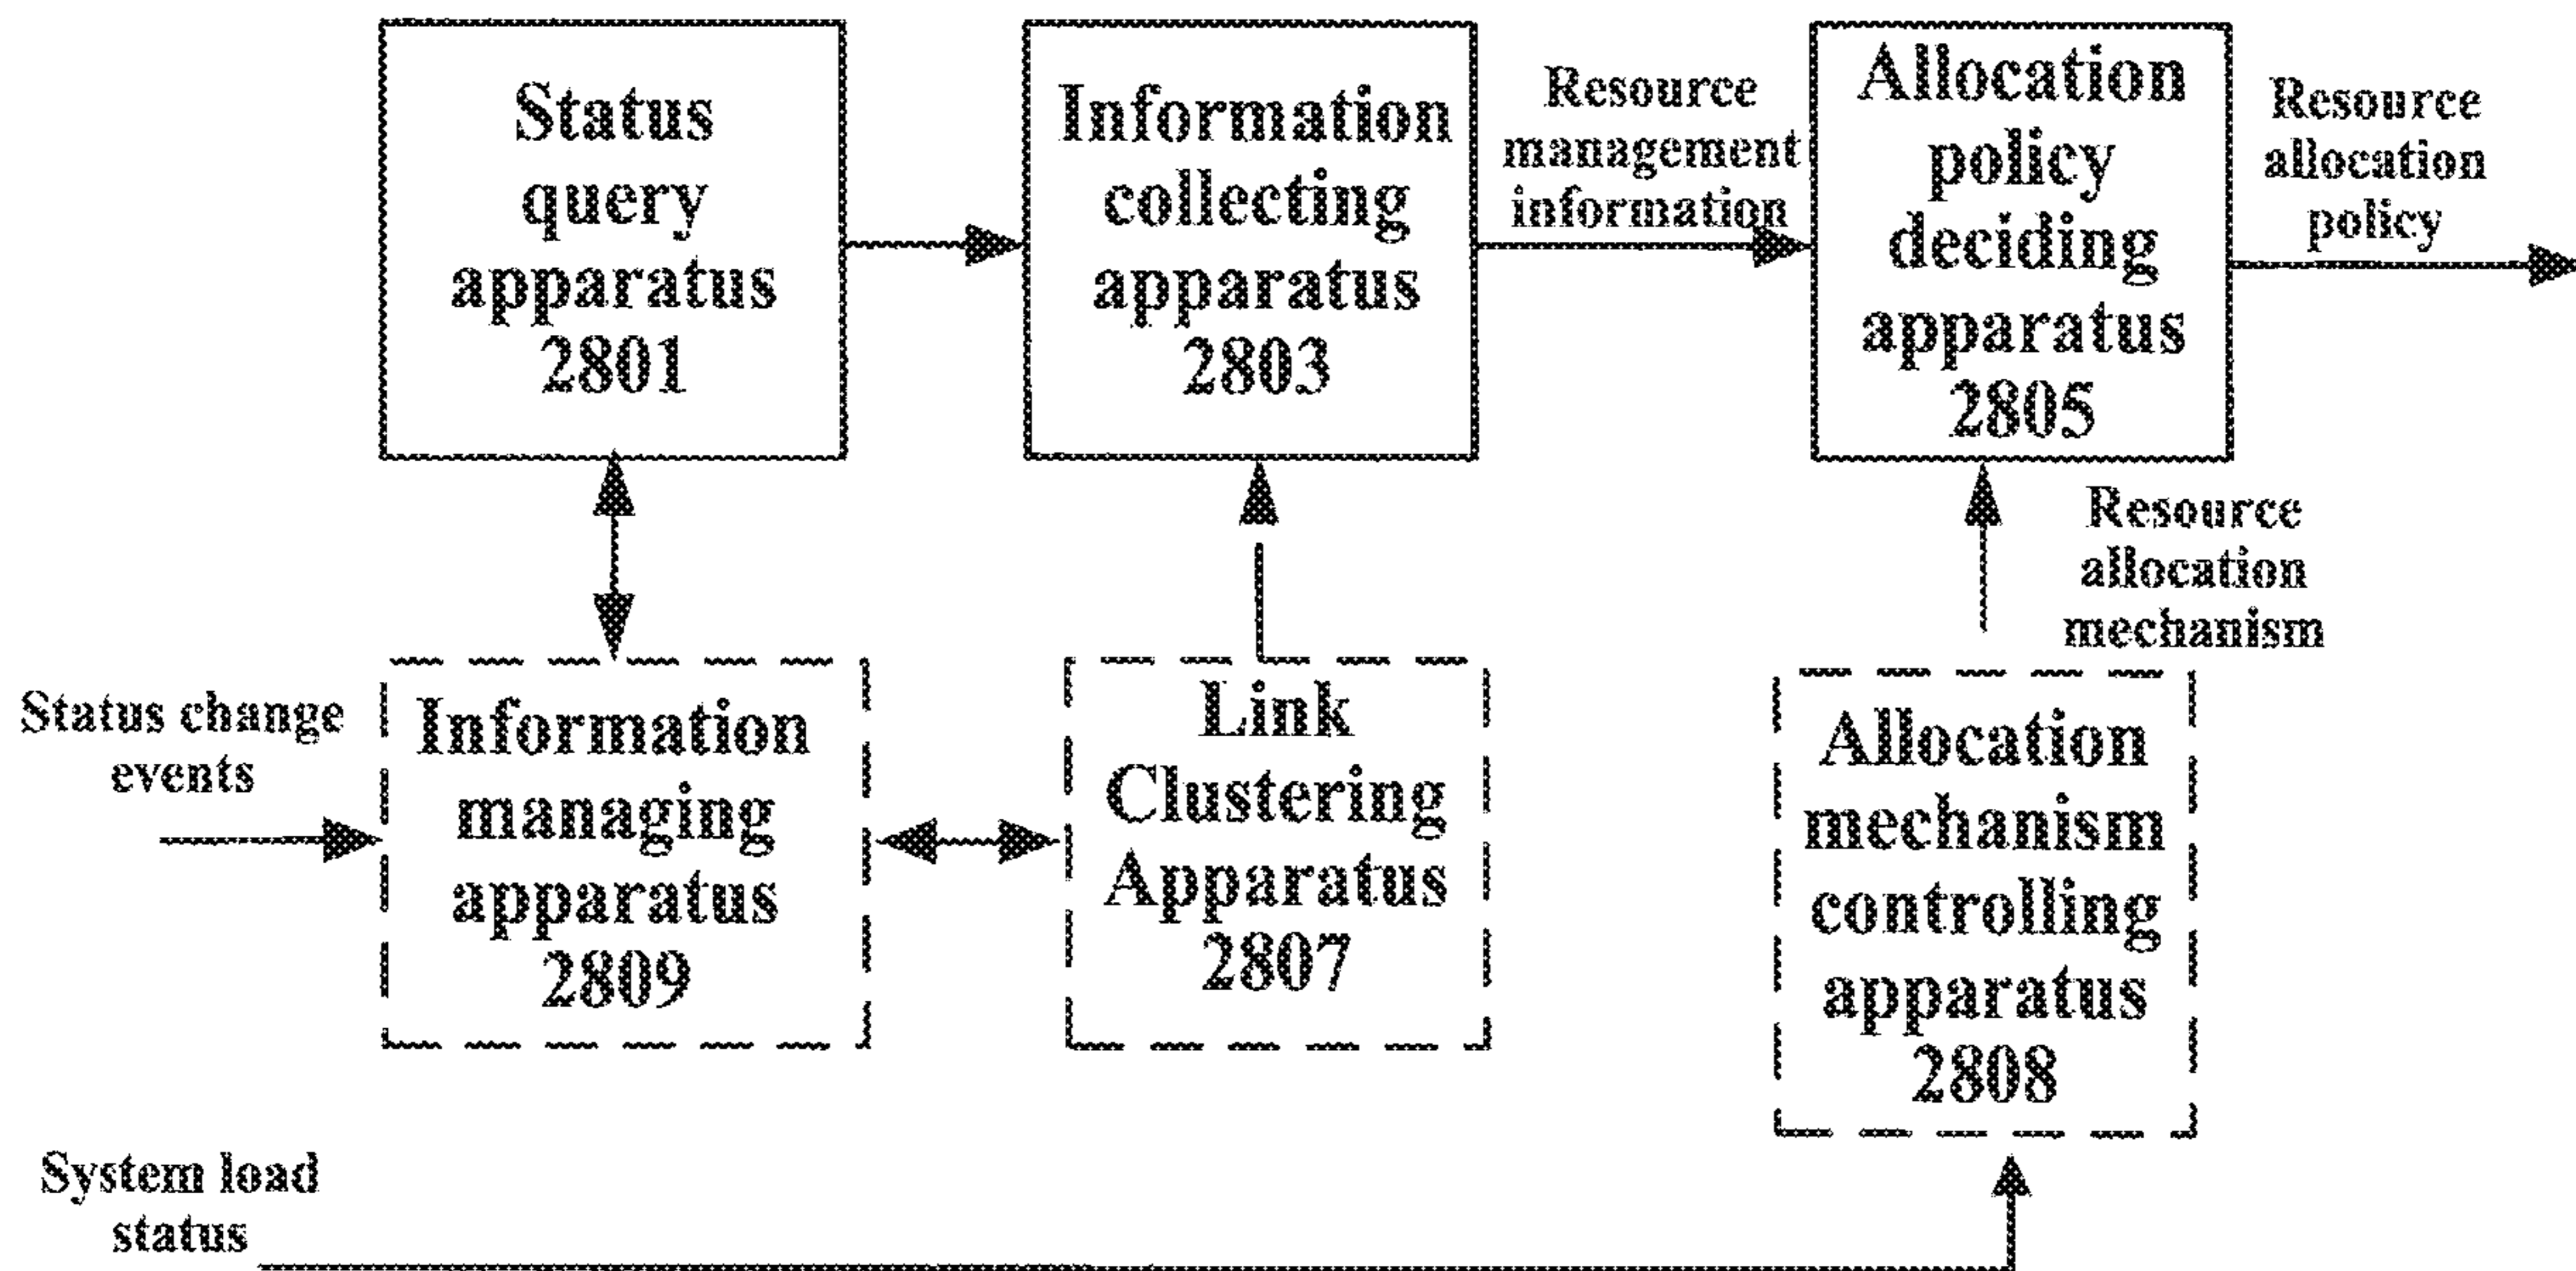 Status
query
apparatus
2801
Information
collecting
apparatus
2803
Resource
management
information
Allocation
policy
deciding
apparatus
2805
Resource
allocation
policy
Resource
allocation
mechanism
Status change
events
Information
managing
apparatus
2809
Link
Clustering
Apparatus
2807
Allocation
mechanism
controlling
apparatus
2808
System load
status